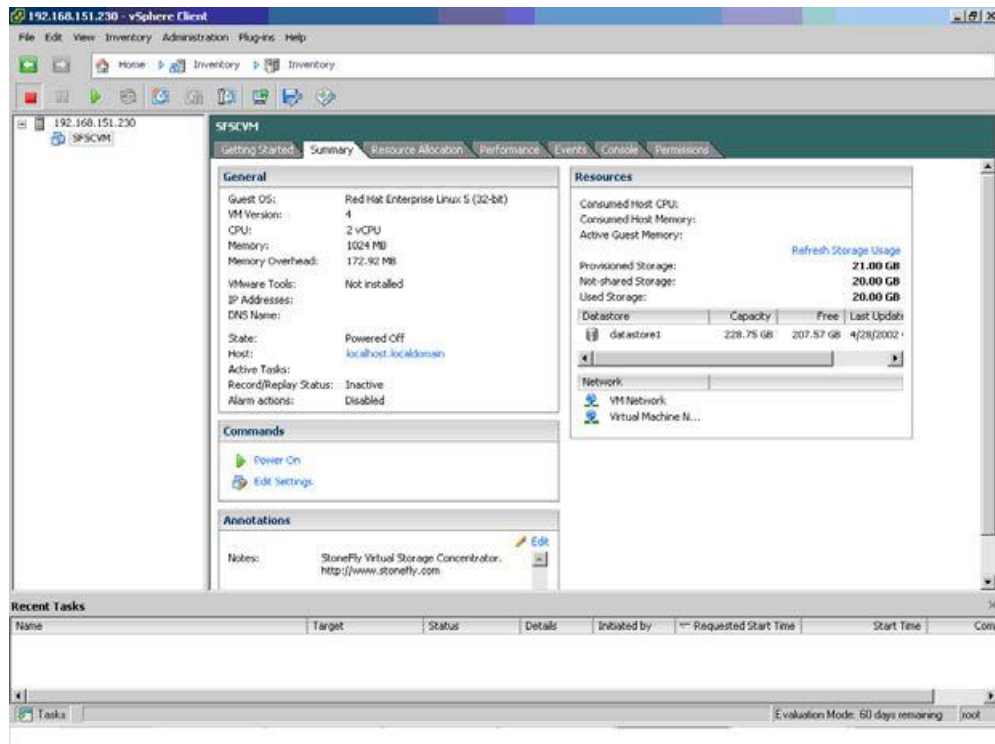 192.168.151.230 - vSphere Client
File Edit View Inventory Administration Plug-ins Help
Home Inventory Inventory
192.168.151.230
SFSCVM
SFSCVM
Getting Started Summary Resource Allocation Performance Events Console Permissions
General
Guest OS: Red Hat Enterprise Linux 5 (32-bit)
VM Version: 4
CPU: 2 vCPU
Memory: 1024 MB
Memory Overhead: 172.92 MB
VMware Tools: Not installed
IP Addresses:
DNS Name:
State: Powered Off
Host: localhost.localdomain
Active Tasks:
Record/Replay Status: Inactive
Alarm actions: Disabled
Commands
Power On
Edit Settings
Annotations
Edit
Notes: StoneFly Virtual Storage Concentrator.
http://www.stonefly.com
Resources
Consumed Host CPU:
Consumed Host Memory:
Active Guest Memory:
Refresh Storage Usage
Provisioned Storage: 21.00 GB
Not-shared Storage: 20.00 GB
Used Storage: 20.00 GB
Datastore Capacity Free Last Updat
datastore1 228.75 GB 207.57 GB 4/28/2002
Network
VM Network
Virtual Machine N...
Recent Tasks
Name Target Status Details Initiated by Requested Start Time Start Time Com
Tasks Evaluation Mode: 60 days remaining root